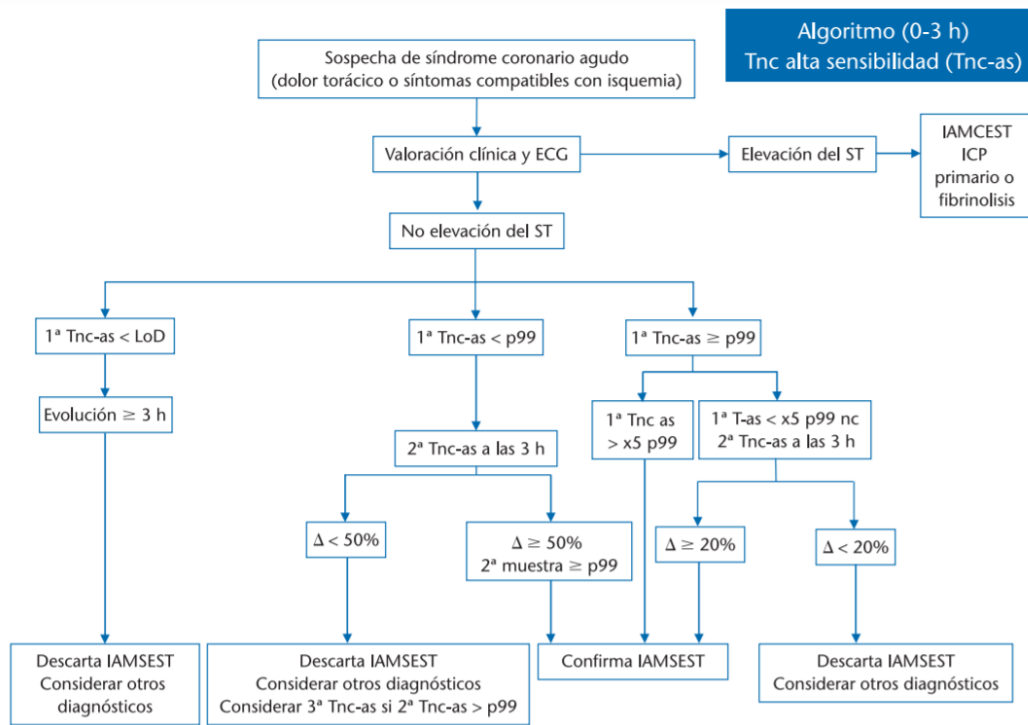 Algoritmo (0-3 h)
Tnc alta sensibilidad (Tnc-as)
Sospecha de síndrome coronario agudo
(dolor torácico o síntomas compatibles con isquemia)
Valoración clínica y ECG
Elevación del ST
IAMCEST
ICP
primario o
fibrinolisis
No elevación del ST
1ª Tnc-as < LoD
1ª Tnc-as < p99
1ª Tnc-as ≥ p99
Evolución ≥ 3 h
2ª Tnc-as a las 3 h
1ª Tnc as
> x5 p99
1ª T-as < x5 p99 nc
2ª Tnc-as a las 3 h
Δ < 50%
Δ ≥ 50%
2ª muestra ≥ p99
Δ ≥ 20%
Δ < 20%
Descarta IAMSEST
Considerar otros
diagnósticos
Descarta IAMSEST
Considerar otros diagnósticos
Considerar 3ª Tnc-as si 2ª Tnc-as > p99
Confirma IAMSEST
Descarta IAMSEST
Considerar otros diagnósticos